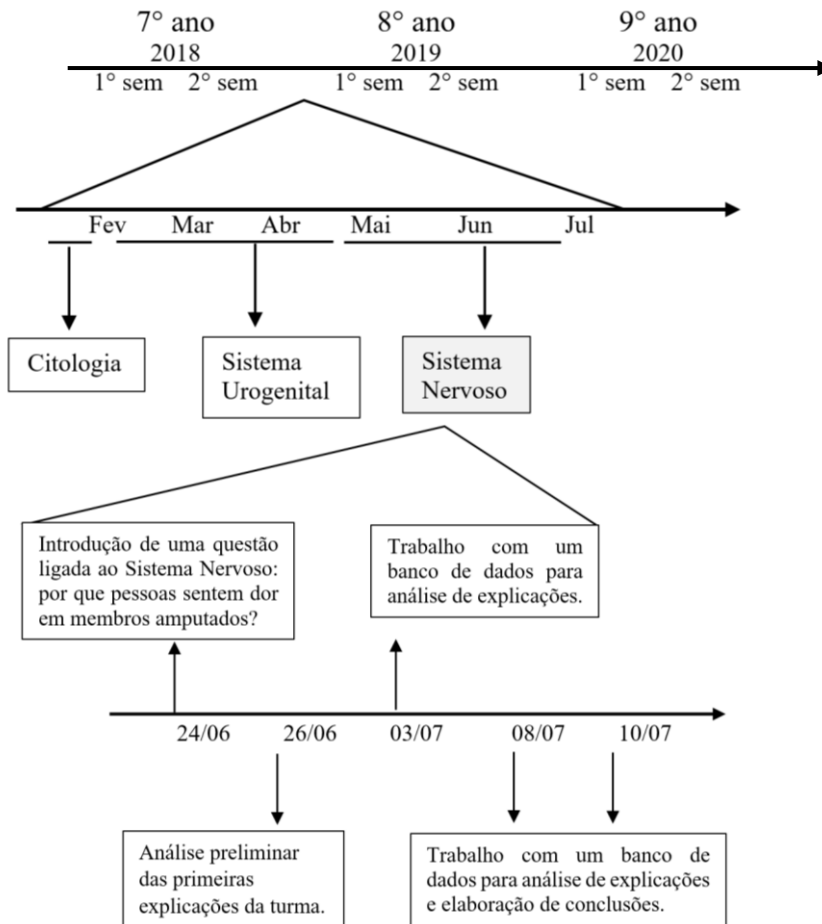 7° ano 8° ano 9° ano
2018 2019 2020
1° sem 2° sem 1° sem 2° sem 1° sem 2° sem
Fev Mar Abr Mai Jun Jul
Citologia
Sistema
Urogenital
Sistema
Nervoso
Introdução de uma questão
ligada ao Sistema Nervoso:
por que pessoas sentem dor
em membros amputados?
Trabalho com um
banco de dados para
análise de explicações.
24/06 26/06 03/07 08/07 10/07
Análise preliminar
das primeiras
explicações da turma.
Trabalho com um banco de
dados para análise de explicações
e elaboração de conclusões.